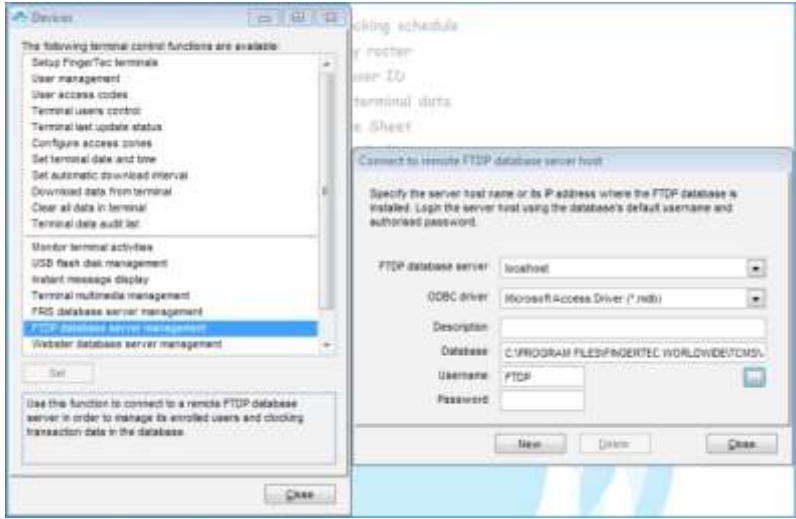 Devices
The following terminal control functions are available:
Setup FingerTec terminals
User management
User access codes
Terminal users control
Terminal last update status
Configure access zones
Set terminal date and time
Set automatic download interval
Download data from terminal
Clear all data in terminal
Terminal data audit list
Monitor terminal activities
USB flash disk management
Instant message display
Terminal multimedia management
FRIS database server management
FTDP database server management
Webster database server management
Set
Use this function to connect to a remote FTDP database
server in order to manage its enrolled users and clocking
transaction data in the database.
Close
cking schedule
y roster
user ID
terminal data
e Sheet
Connect to remote FTDP database server host
Specify the server host name or its IP address where the FTDP database is
installed. Login the server host using the database's default username and
authorised password.
FTDP database server localhost
ODBC driver Microsoft Access Driver (*.mdb)
Description
Database C:\PROGRAM FILES\FINGERTEC WORLDWIDE\TCMS\
Username FTDP
Password
New Delete Close